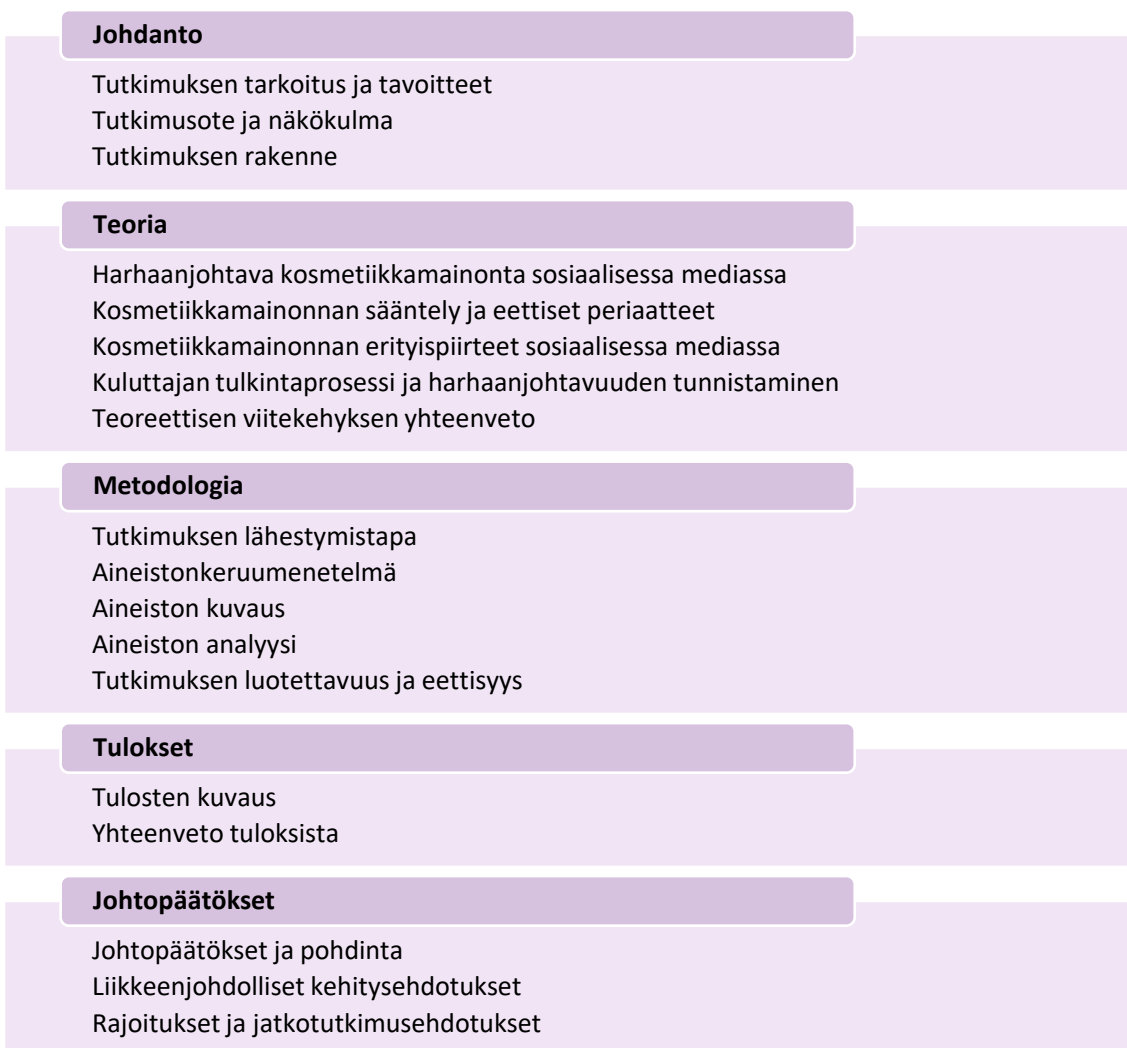 Johdanto
Tutkimuksen tarkoitus ja tavoitteet
Tutkimusote ja näkökulma
Tutkimuksen rakenne
Teoria
Harhaanjohtava kosmetiikkamainonta sosiaalisessa mediassa
Kosmetiikkamainonnan sääntely ja eettiset periaatteet
Kosmetiikkamainonnan erityispiirteet sosiaalisessa mediassa
Kuluttajan tulkintaprosessi ja harhaanjohtavuuden tunnistaminen
Teoreettisen viitekehyksen yhteenveto
Metodologia
Tutkimuksen lähestymistapa
Aineistonkeruumenetelmä
Aineiston kuvaus
Aineiston analyysi
Tutkimuksen luotettavuus ja eettisyys
Tulokset
Tulosten kuvaus
Yhteenveto tuloksista
Johtopäätökset
Johtopäätökset ja pohdinta
Liikkeenjohdolliset kehitysehdotukset
Rajoitukset ja jatkotutkimusehdotukset